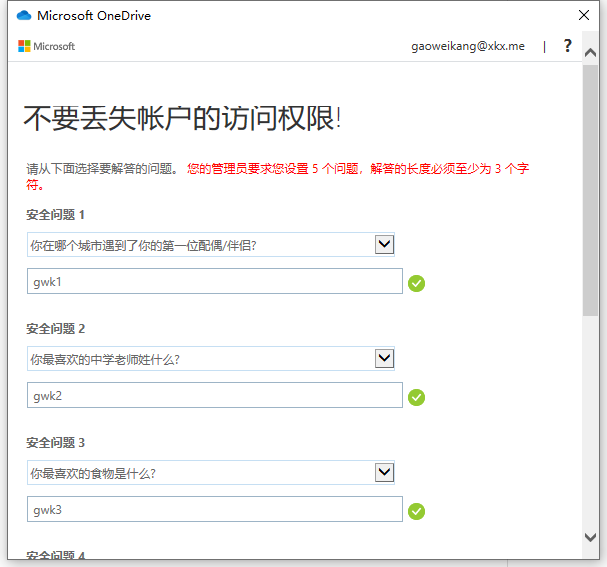 Microsoft OneDrive
Microsoft
gaoweikang@xkx.me | ?
不要丢失帐户的访问权限!
请从下面选择要解答的问题。 您的管理员要求您设置 5 个问题，解答的长度必须至少为 3 个字
符。
安全问题 1
你在哪个城市遇到了你的第一位配偶/伴侣?
gwk1
安全问题 2
你最喜欢的中学老师姓什么?
gwk2
安全问题 3
你最喜欢的食物是什么?
gwk3
安全问题 4